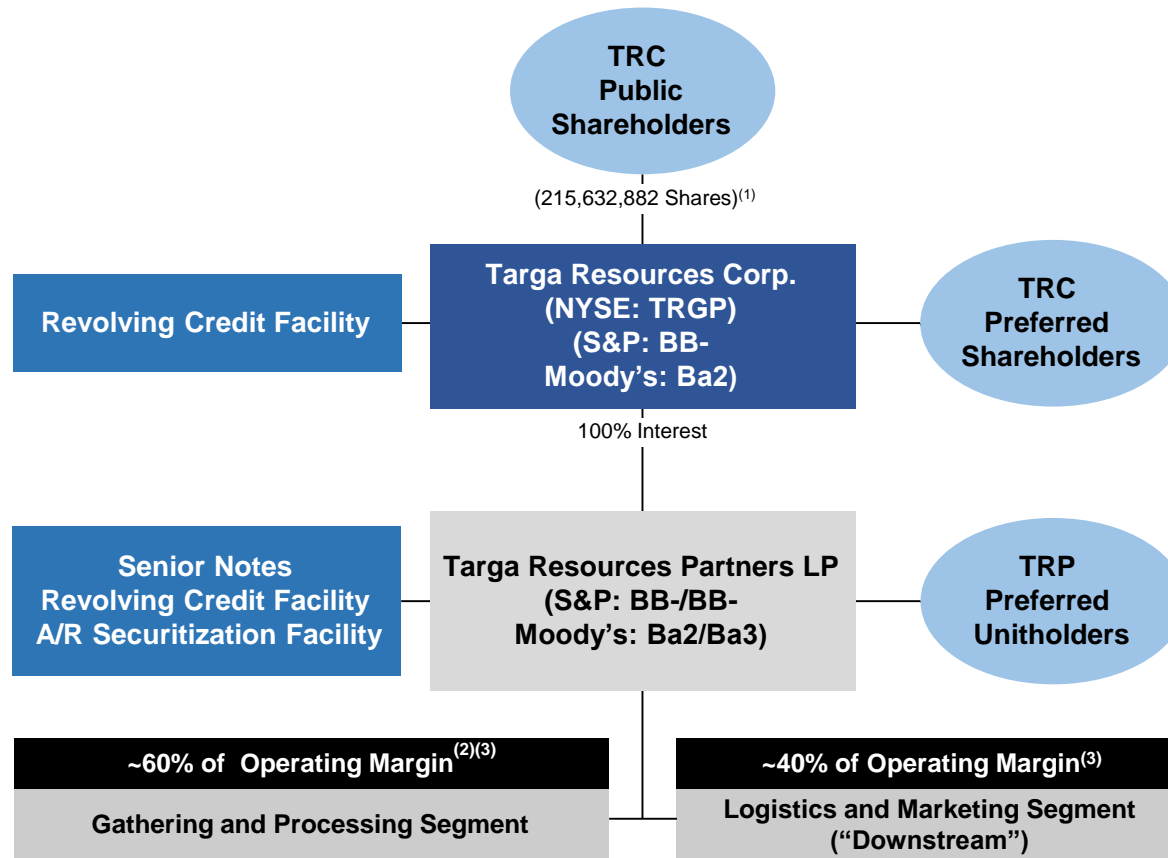 TRC
Public
Shareholders
(215,632,882 Shares)(1)
Targa Resources Corp.
(NYSE: TRGP)
(S&P: BB-
Moody's: Ba2)
Revolving Credit Facility
TRC
Preferred
Shareholders
100% Interest
Senior Notes
Revolving Credit Facility
A/R Securitization Facility
Targa Resources Partners LP
(S&P: BB-/BB-
Moody's: Ba2/Ba3)
TRP
Preferred
Unitholders
~60% of Operating Margin(2)(3)
Gathering and Processing Segment
~40% of Operating Margin(3)
Logistics and Marketing Segment
(“Downstream”)